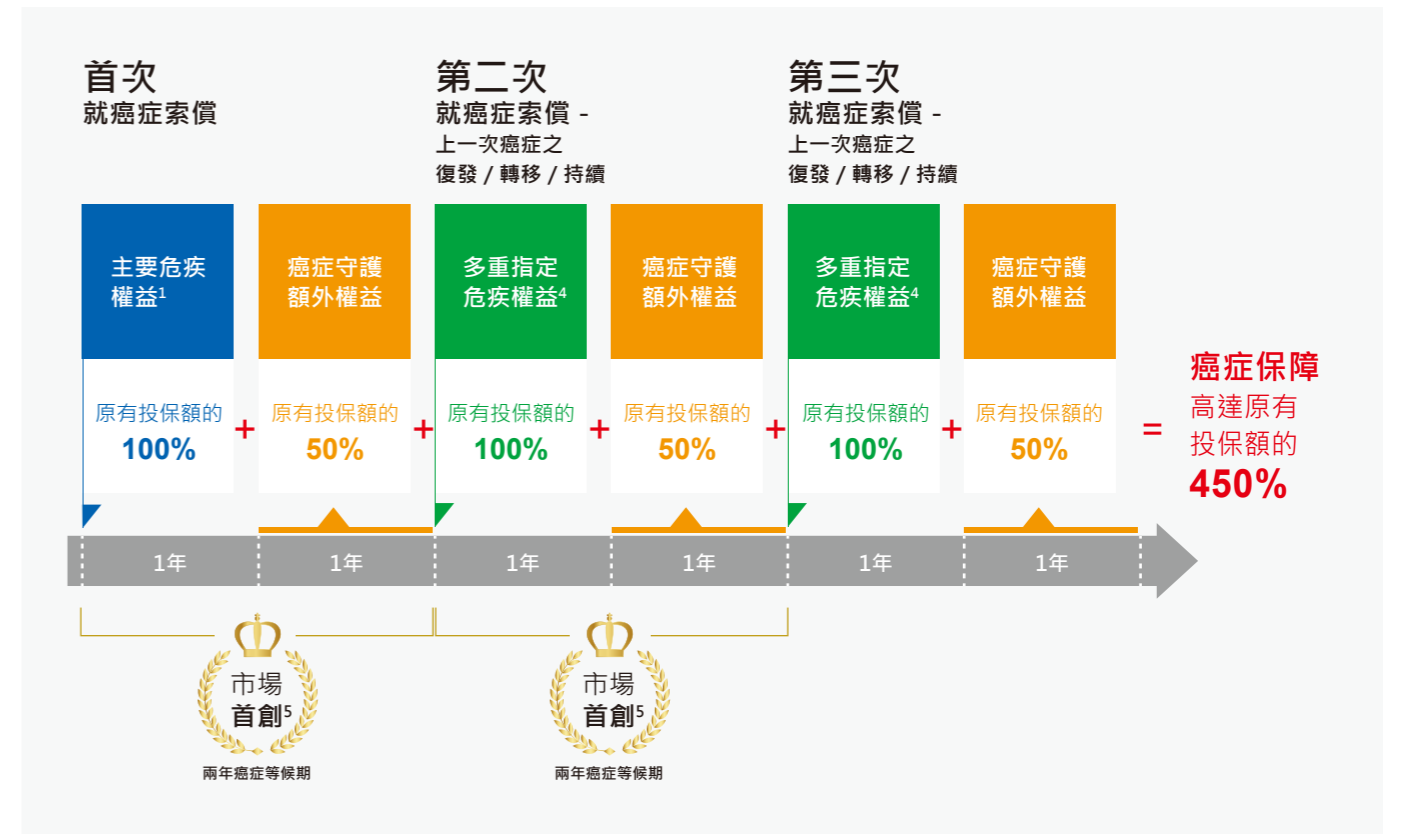 首次
就癌症索償
第二次
就癌症索償 -
上一次癌症之
復發 / 轉移 / 持續
第三次
就癌症索償 -
上一次癌症之
復發 / 轉移 / 持續
主要危疾
權益1
癌症守護
額外權益
多重指定
危疾權益4
癌症守護
額外權益
多重指定
危疾權益4
癌症守護
額外權益
原有投保額的
100%
+
原有投保額的
50%
+
原有投保額的
100%
+
原有投保額的
50%
+
原有投保額的
100%
+
原有投保額的
50%
=
癌症保障
高達原有
投保額的
450%
1年
1年
1年
1年
1年
1年
市場
首創5
兩年癌症等候期
市場
首創5
兩年癌症等候期